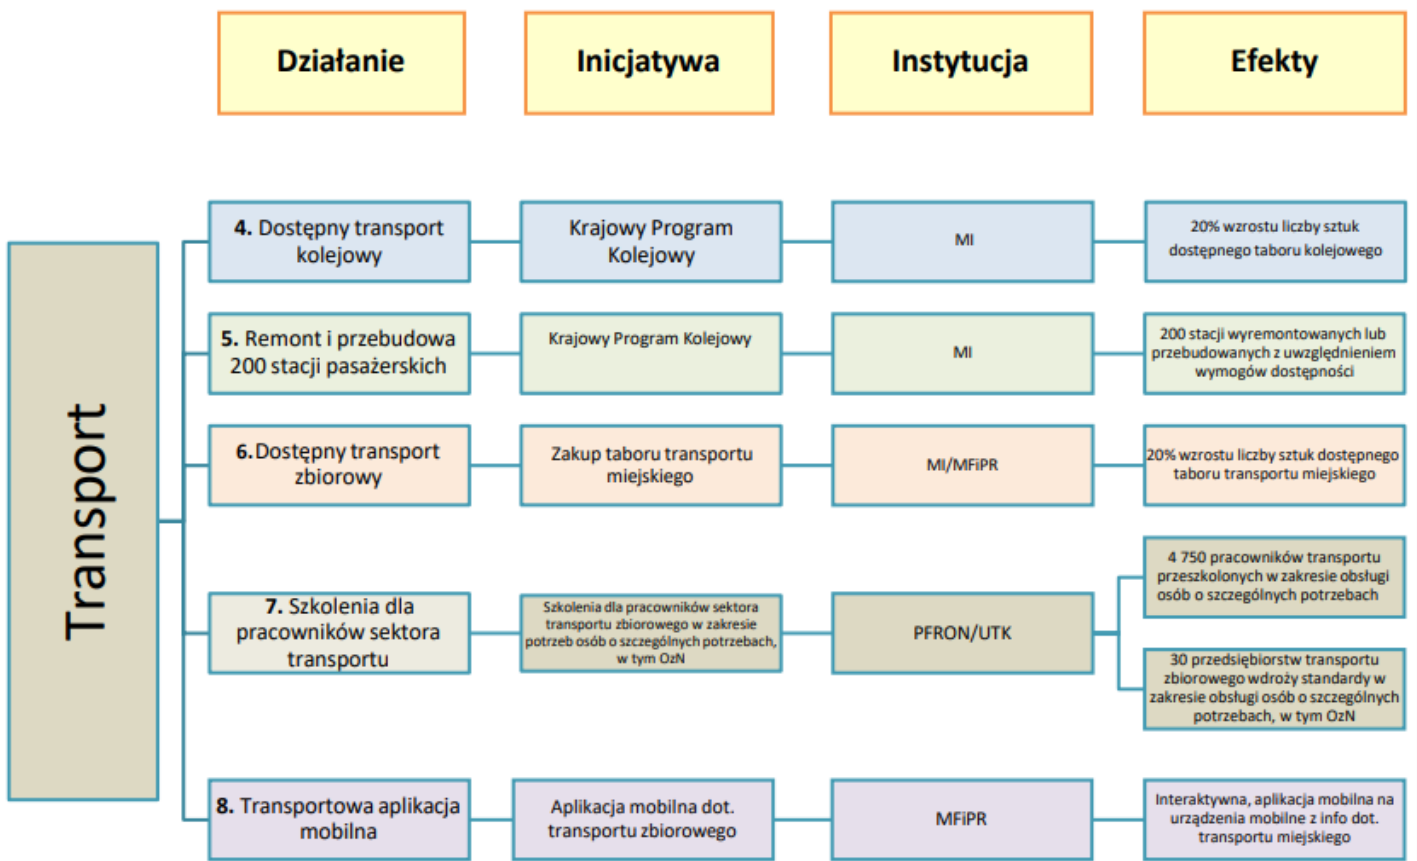 Działanie
Inicjatywa
Instytucja
Efekty
Transport
4. Dostępny transport
kolejowy
Krajowy Program
Kolejowy
MI
20% wzrostu liczby sztuk
dostępnego taboru kolejowego
5. Remont i przebudowa
200 stacji pasażerskich
Krajowy Program Kolejowy
MI
200 stacji wyremontowanych lub
przebudowanych z uwzględnieniem
wymogów dostępności
6.Dostępny transport
zbiorowy
Zakup taboru transportu
miejskiego
MI/MFiPR
20% wzrostu liczby sztuk dostępnego
taboru transportu miejskiego
7. Szkolenia dla
pracowników sektora
transportu
Szkolenia dla pracowników sektora
transportu zbiorowego w zakresie
potrzeb osób o szczególnych potrzebach,
w tym OzN
PFRON/UTK
4 750 pracowników transportu
przeszkolonych w zakresie obsługi
osób o szczególnych potrzebach
30 przedsiębiorstw transportu
zbiorowego wdroży standardy w
zakresie obsługi osób o szczególnych
potrzebach, w tym OzN
8. Transportowa aplikacja
mobilna
Aplikacja mobilna dot.
transportu zbiorowego
MFiPR
Interaktywna, aplikacja mobilna na
urządzenia mobilne z info dot.
transportu miejskiego